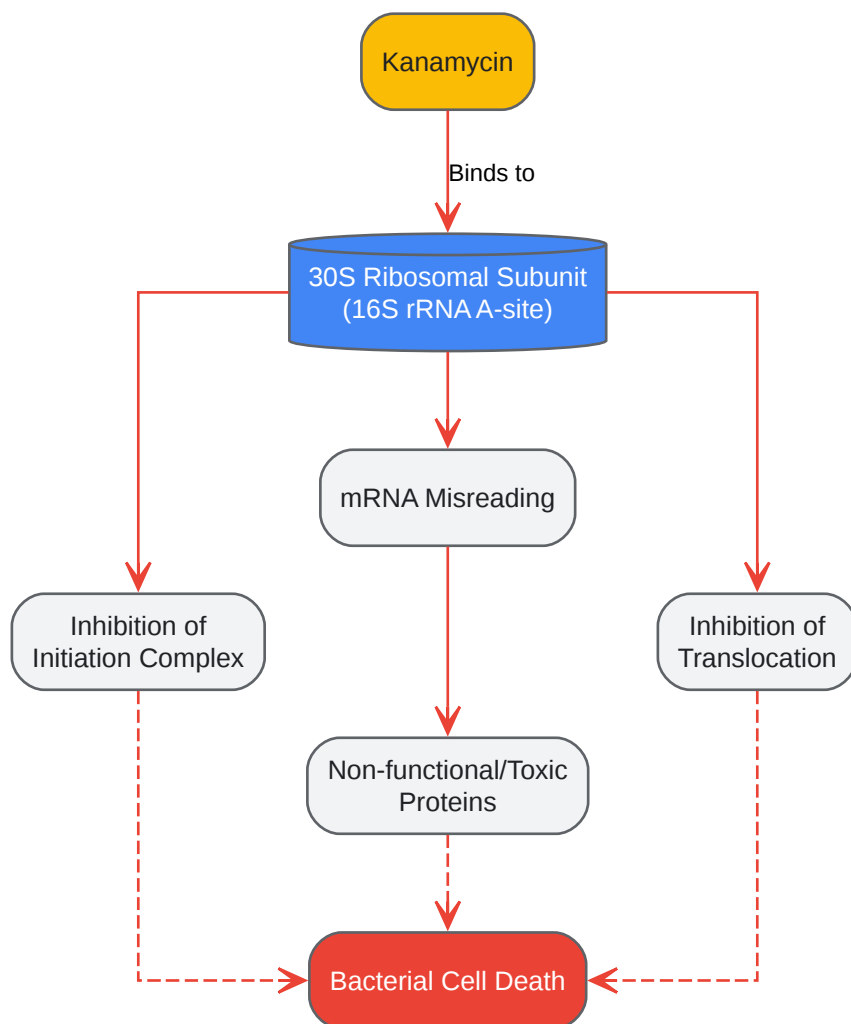 Kanamycin
Binds to
30S Ribosomal Subunit
(16S rRNA A-site)
mRNA Misreading
Inhibition of
Initiation Complex
Inhibition of
Translocation
Non-functional/Toxic
Proteins
Bacterial Cell Death